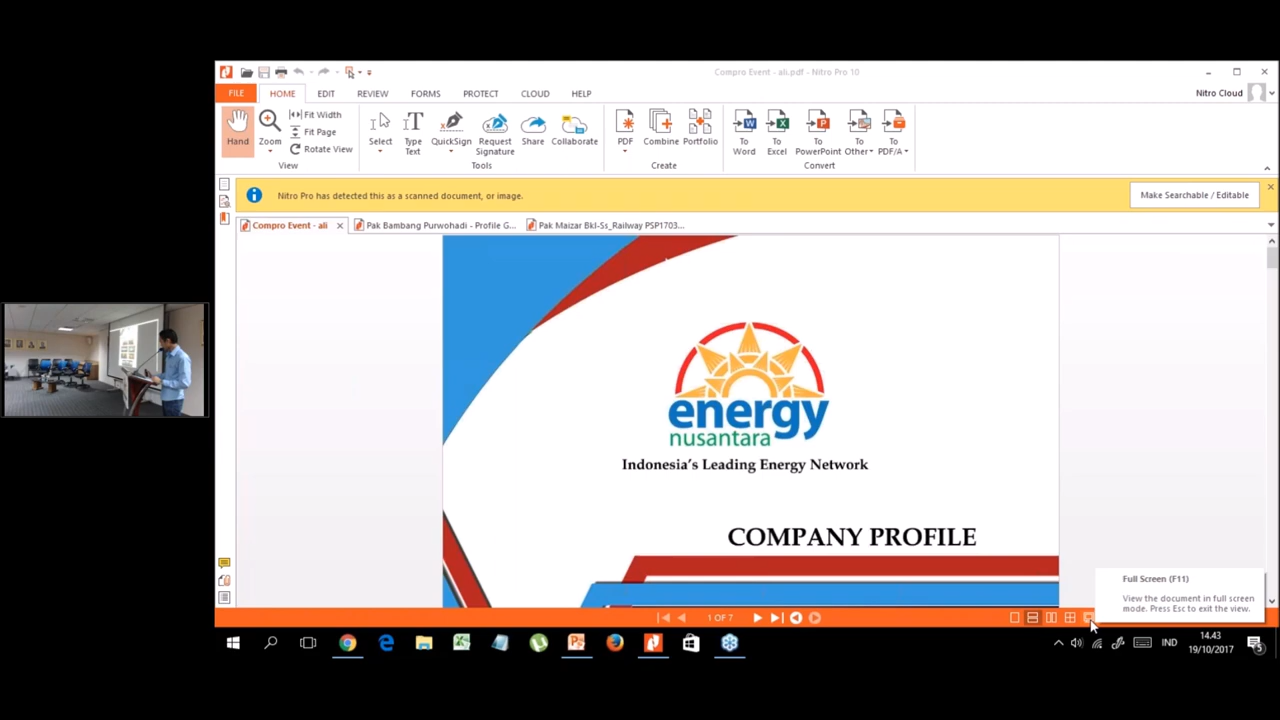 Compro Event - ali.pdf - Nitro Pro 10
FILE HOME EDIT REVIEW FORMS PROTECT CLOUD HELP
Nitro Cloud
Hand
Zoom
Fit Width
Fit Page
Rotate View
View
Select
Type Text
QuickSign
Request Signature
Share
Collaborate
Tools
PDF
Combine
Portfolio
Create
To Word
To Excel
To PowerPoint
To Other
To PDF/A
Convert
Nitro Pro has detected this as a scanned document, or image.
Make Searchable / Editable
Compro Event - ali
Pak Bambang Purwohadi - Profile G...
Pak Maizar Bkl-Ss_Railway PSP1703...
energy
nusantara
Indonesia's Leading Energy Network
COMPANY PROFILE
Full Screen (F11)
View the document in full screen
mode. Press Esc to exit the view.
1 OF 7
IND
14.43
19/10/2017
5